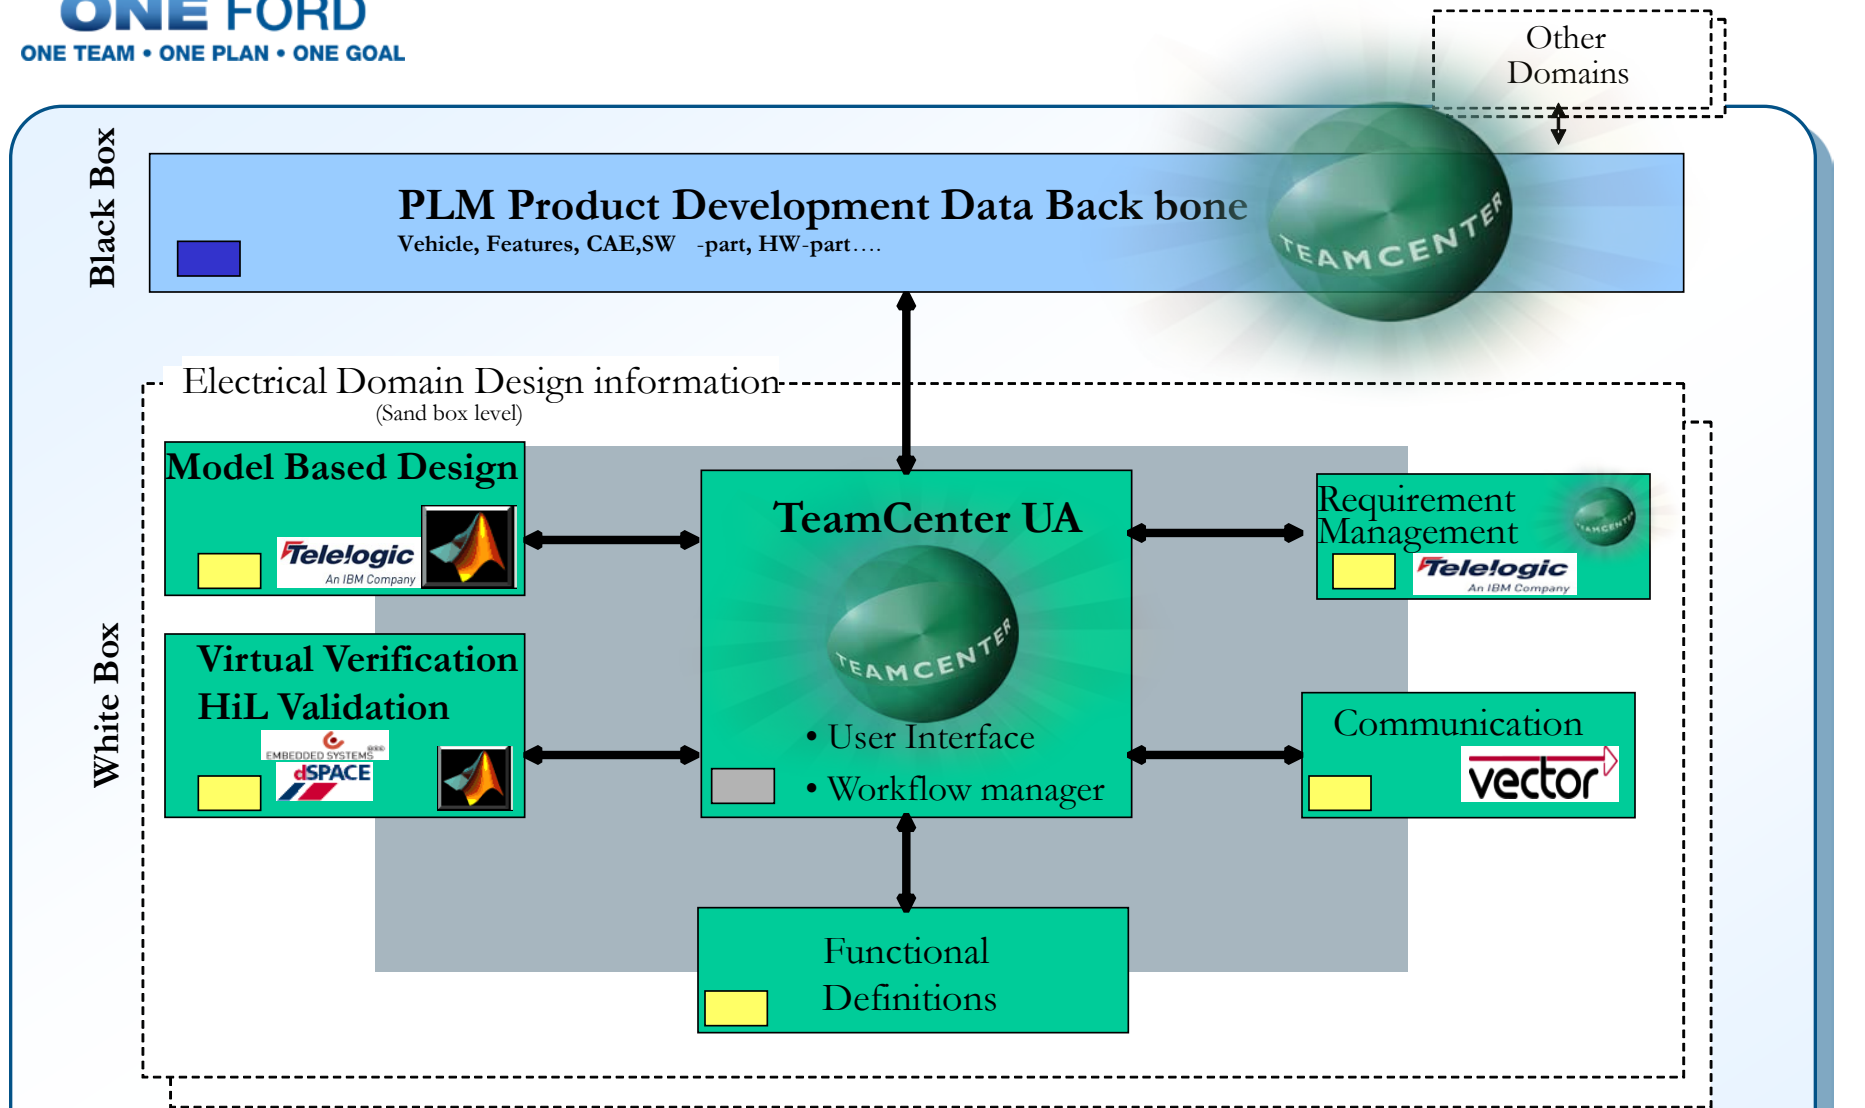 ONE FORD
ONE TEAM • ONE PLAN • ONE GOAL
Other
Domains
Black Box
PLM Product Development Data Back bone
Vehicle, Features, CAE,SW -part, HW-part....
TEAMCENTER
Electrical Domain Design information
(Sand box level)
White Box
Model Based Design
Telelogic
An IBM Company
TeamCenter UA
TEAMCENTER
• User Interface
• Workflow manager
Requirement
Management
TEAMCENTER
Telelogic
An IBM Company
Virtual Verification
HiL Validation
EMBEDDED SYSTEMS
dSPACE
Communication
vector
Functional
Definitions